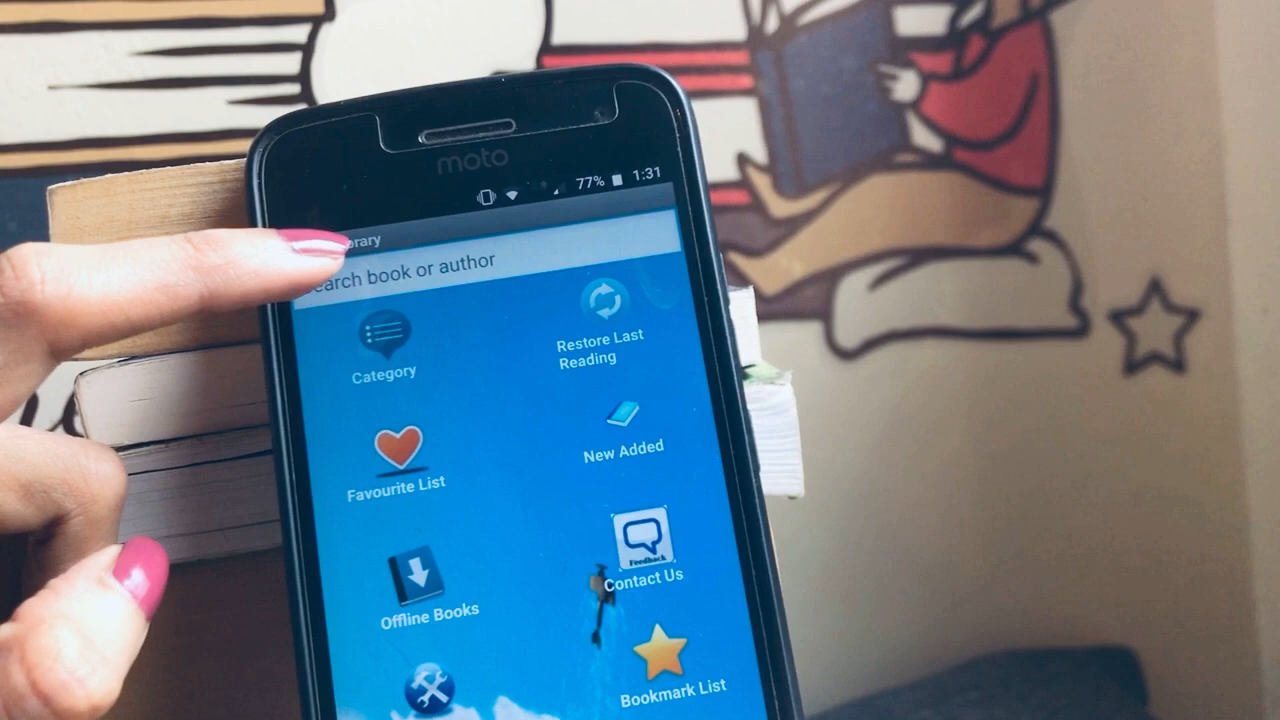 moto
77% 1:31
brary
earch book or author
Category
Restore Last
Reading
Favourite List
New Added
Offline Books
Feedback
Contact Us
Bookmark List